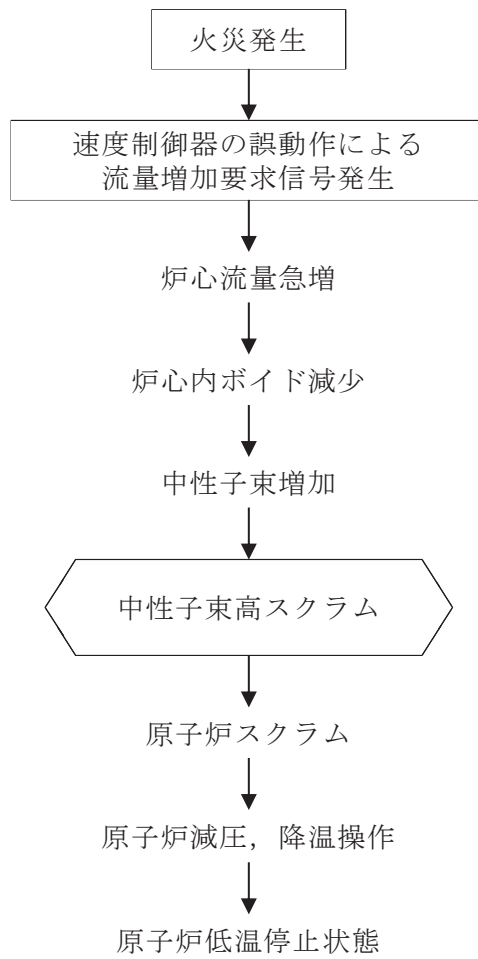 火災発生
速度制御器の誤動作による
流量増加要求信号発生
炉心流量急増
炉心内ボイド減少
中性子束増加
中性子束高スクラム
原子炉スクラム
原子炉減圧，降温操作
原子炉低温停止状態